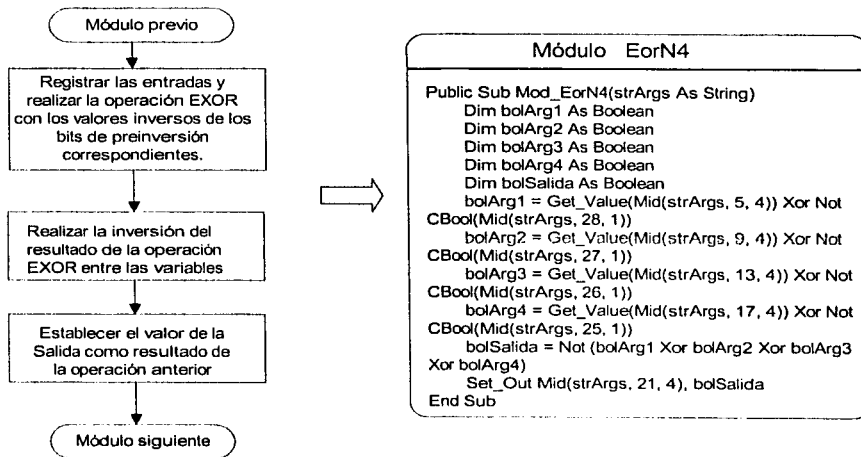 Módulo previo
Registrar las entradas y
realizar la operación EXOR
con los valores inversos de los
bits de preinversión
correspondientes.
Realizar la inversión del
resultado de la operación
EXOR entre las variables
Establecer el valor de la
Salida como resultado de
la operación anterior
Módulo siguiente
Módulo EorN4
Public Sub Mod_EorN4(strArgs As String)
Dim bolArg1 As Boolean
Dim bolArg2 As Boolean
Dim bolArg3 As Boolean
Dim bolArg4 As Boolean
Dim bolSalida As Boolean
bolArg1 = Get_Value(Mid(strArgs, 5, 4)) Xor Not
CBool(Mid(strArgs, 28, 1))
bolArg2 = Get_Value(Mid(strArgs, 9, 4)) Xor Not
CBool(Mid(strArgs, 27, 1))
bolArg3 = Get_Value(Mid(strArgs, 13, 4)) Xor Not
CBool(Mid(strArgs, 26, 1))
bolArg4 = Get_Value(Mid(strArgs, 17, 4)) Xor Not
CBool(Mid(strArgs, 25, 1))
bolSalida = Not (bolArg1 Xor bolArg2 Xor bolArg3
Xor bolArg4)
Set_Out Mid(strArgs, 21, 4), bolSalida
End Sub